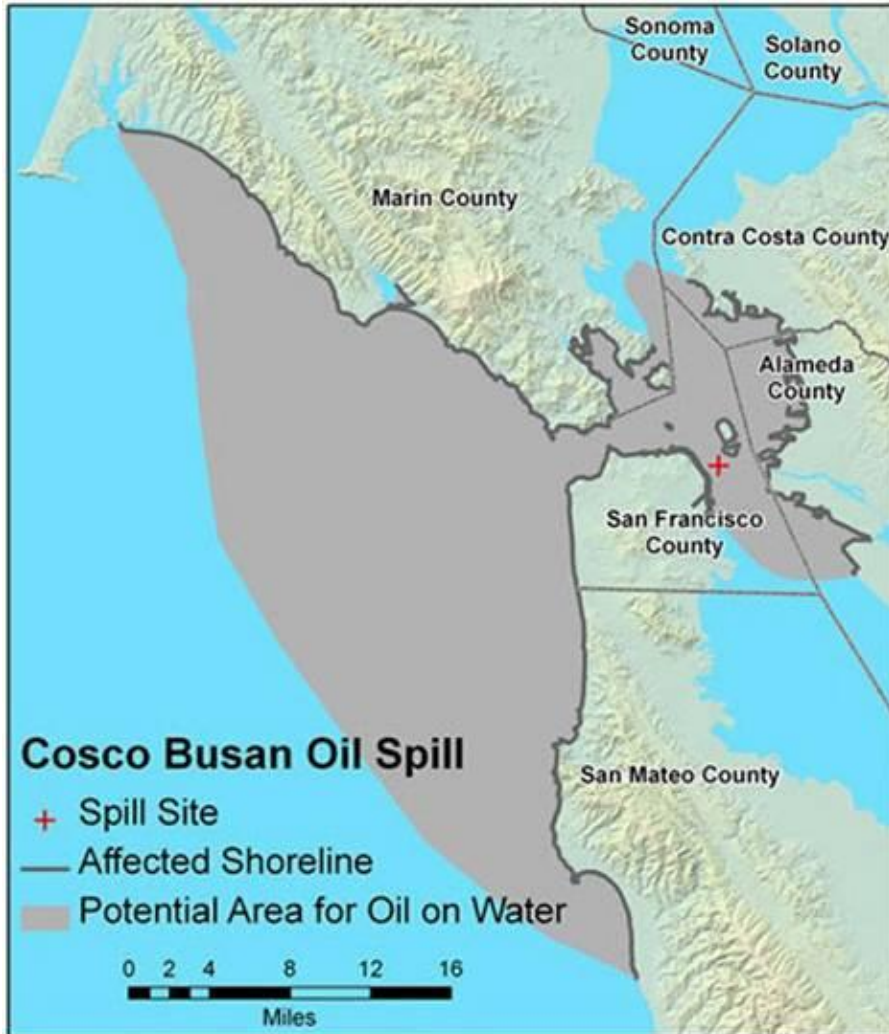 Sonoma
County
Solano
County
Marin County
Contra Costa County
Alameda
County
San Francisco
County
San Mateo County
Cosco Busan Oil Spill
Spill Site
Affected Shoreline
Potential Area for Oil on Water
0 2 4 8 12 16
Miles